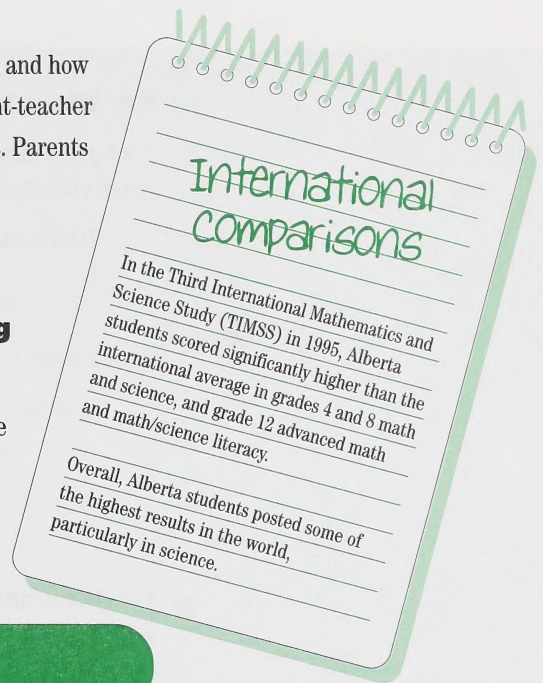 and how
nt-teacher
. Parents
g
e
International
comparisons
In the Third International Mathematics and
Science Study (TIMSS) in 1995, Alberta
students scored significantly higher than the
international average in grades 4 and 8 math
and science, and grade 12 advanced math
and math/science literacy.
Overall, Alberta students posted some of
the highest results in the world,
particularly in science.